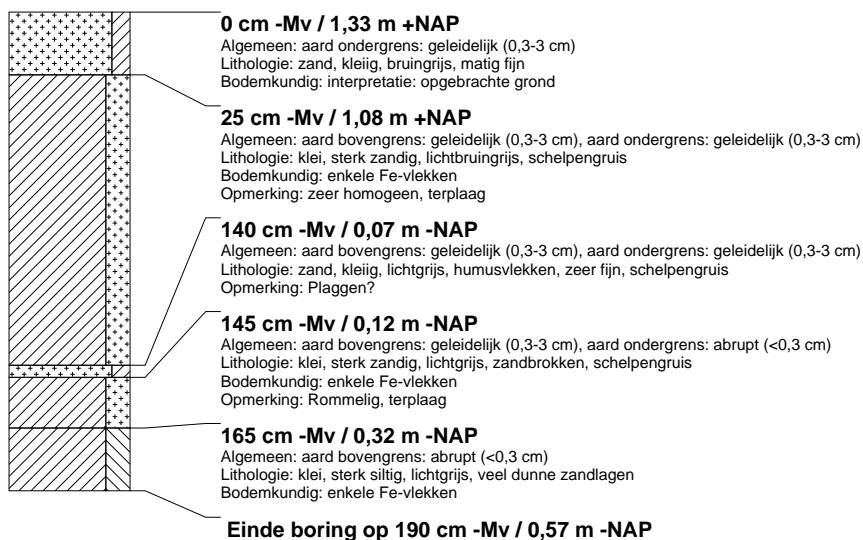 0 cm -Mv / 1,33 m +NAP
Algemeen: aard ondergrens: geleidelijk (0,3-3 cm)
Lithologie: zand, kleiig, bruingrijs, matig fijn
Bodemkundig: interpretatie: opgebrachte grond
25 cm -Mv / 1,08 m +NAP
Algemeen: aard bovengrens: geleidelijk (0,3-3 cm), aard ondergrens: geleidelijk (0,3-3 cm)
Lithologie: klei, sterk zandig, lichtbruingrijs, schelpengruis
Bodemkundig: enkele Fe-vlekken
Opmerking: zeer homogeen, terplaag
140 cm -Mv / 0,07 m -NAP
Algemeen: aard bovengrens: geleidelijk (0,3-3 cm), aard ondergrens: geleidelijk (0,3-3 cm)
Lithologie: zand, kleiig, lichtgrijs, humusvlekken, zeer fijn, schelpengruis
Opmerking: Plaggen?
145 cm -Mv / 0,12 m -NAP
Algemeen: aard bovengrens: geleidelijk (0,3-3 cm), aard ondergrens: abrupt (<0,3 cm)
Lithologie: klei, sterk zandig, lichtgrijs, zandbrokken, schelpengruis
Bodemkundig: enkele Fe-vlekken
Opmerking: Rommelig, terplaag
165 cm -Mv / 0,32 m -NAP
Algemeen: aard bovengrens: abrupt (<0,3 cm)
Lithologie: klei, sterk siltig, lichtgrijs, veel dunne zandlagen
Bodemkundig: enkele Fe-vlekken
Einde boring op 190 cm -Mv / 0,57 m -NAP